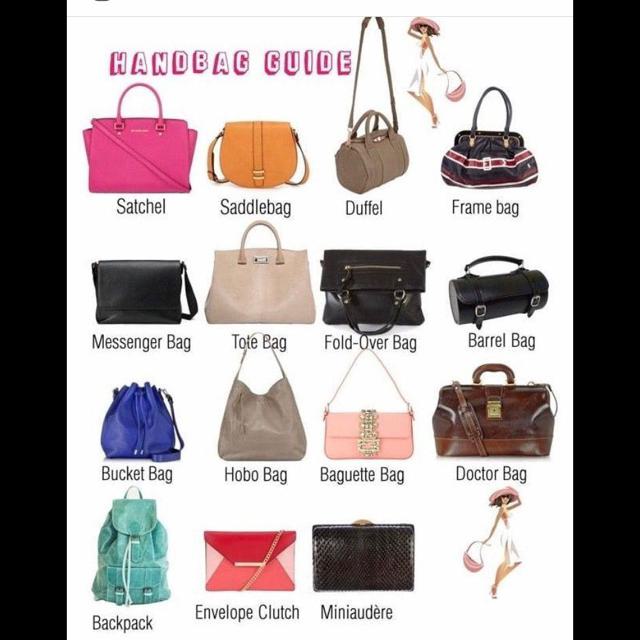 HANDBAG GUIDE
Satchel Saddlebag Duffel Frame bag
Messenger Bag Tote Bag Fold-Over Bag Barrel Bag
Bucket Bag Hobo Bag Baguette Bag Doctor Bag
Backpack Envelope Clutch Miniaudère